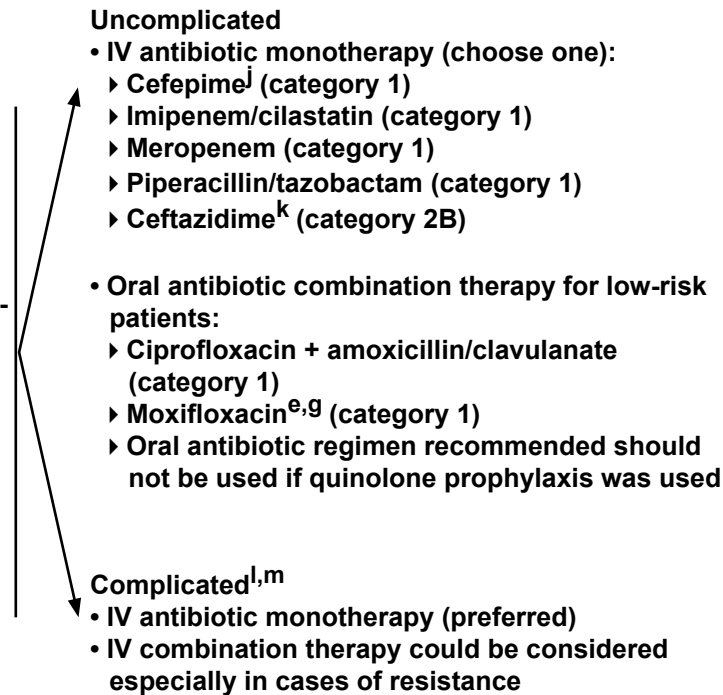 Uncomplicated
• IV antibiotic monotherapy (choose one):
▸ Cefepimej (category 1)
▸ Imipenem/cilastatin (category 1)
▸ Meropenem (category 1)
▸ Piperacillin/tazobactam (category 1)
▸ Ceftazidimek (category 2B)
-
• Oral antibiotic combination therapy for low-risk
patients:
▸ Ciprofloxacin + amoxicillin/clavulanate
(category 1)
▸ Moxifloxacine,g (category 1)
▸ Oral antibiotic regimen recommended should
not be used if quinolone prophylaxis was used
Complicatedl,m
• IV antibiotic monotherapy (preferred)
• IV combination therapy could be considered
especially in cases of resistance